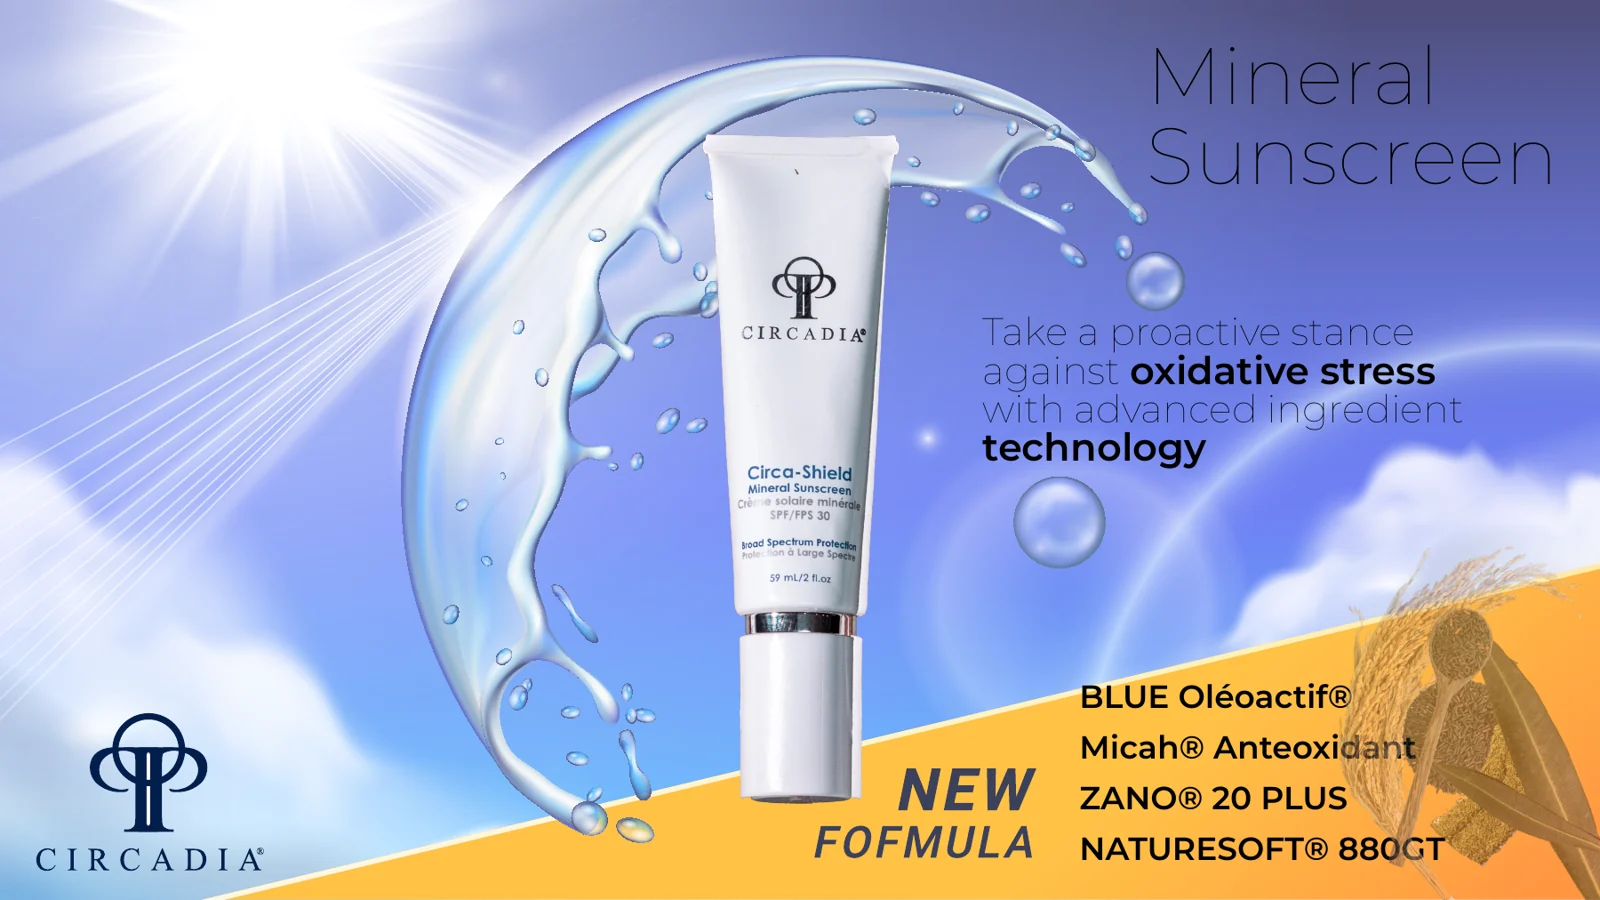 Mineral
Sunscreen
CIRCADIA®
Circa-Shield
Mineral Sunscreen
Crème solaire minérale
SPF/FPS 30
Broad Spectrum Protection
Protection à Large Spectre
59 mL/2 fl.oz
Take a proactive stance
against oxidative stress
with advanced ingredient
technology
NEW
FOFMULA
BLUE Oléoactif®
Micah® Anteoxidant
ZANO® 20 PLUS
NATURESOFT® 880GT
CIRCADIA®